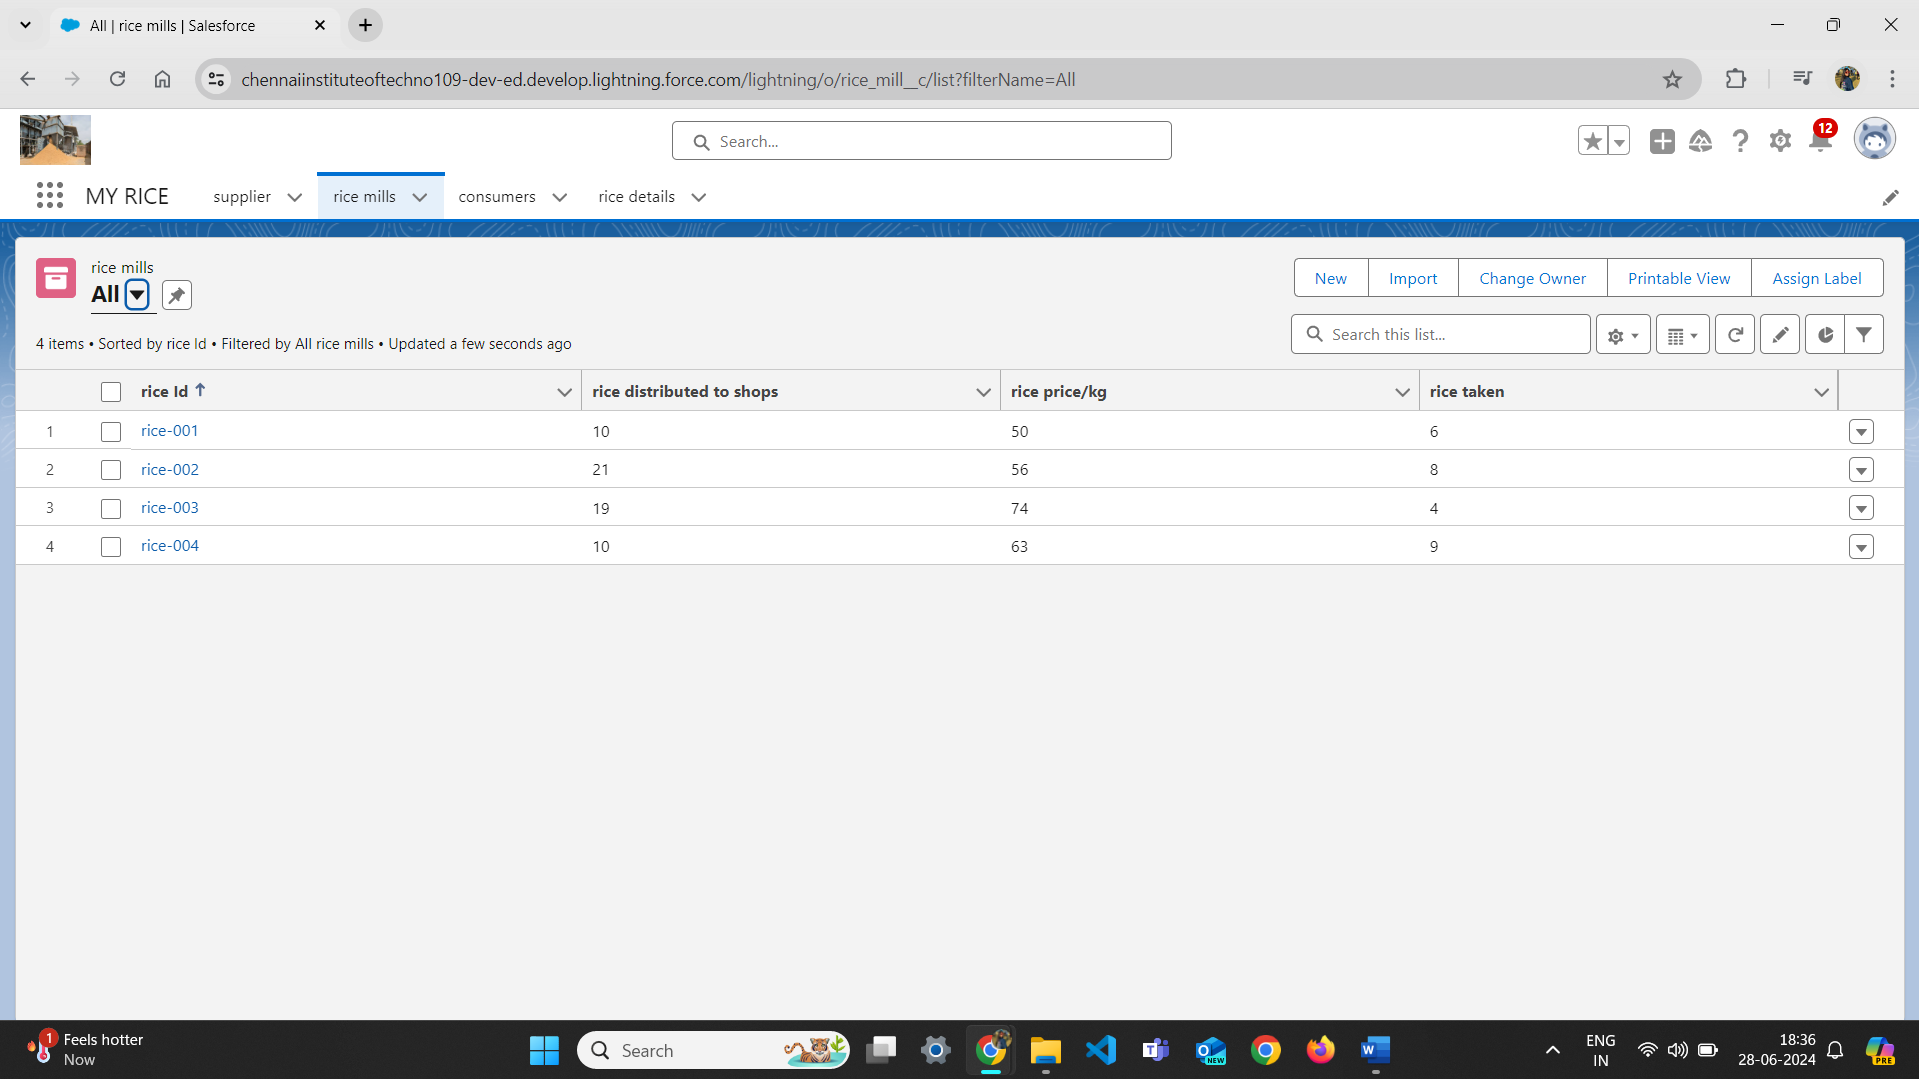 All | rice mills | Salesforce
chennaiinstituteoftechno109-dev-ed.develop.lightning.force.com/lightning/o/rice_mill__c/list?filterName=All
Search...
12
MY RICE supplier rice mills consumers rice details
rice mills
All
New Import Change Owner Printable View Assign Label
4 items • Sorted by rice Id • Filtered by All rice mills • Updated a few seconds ago
Search this list...
rice Id rice distributed to shops rice price/kg rice taken
1 rice-001 10 50 6
2 rice-002 21 56 8
3 rice-003 19 74 4
4 rice-004 10 63 9
1 Feels hotter
Now
Search
NEW
ENG
IN
18:36
28-06-2024
PRE